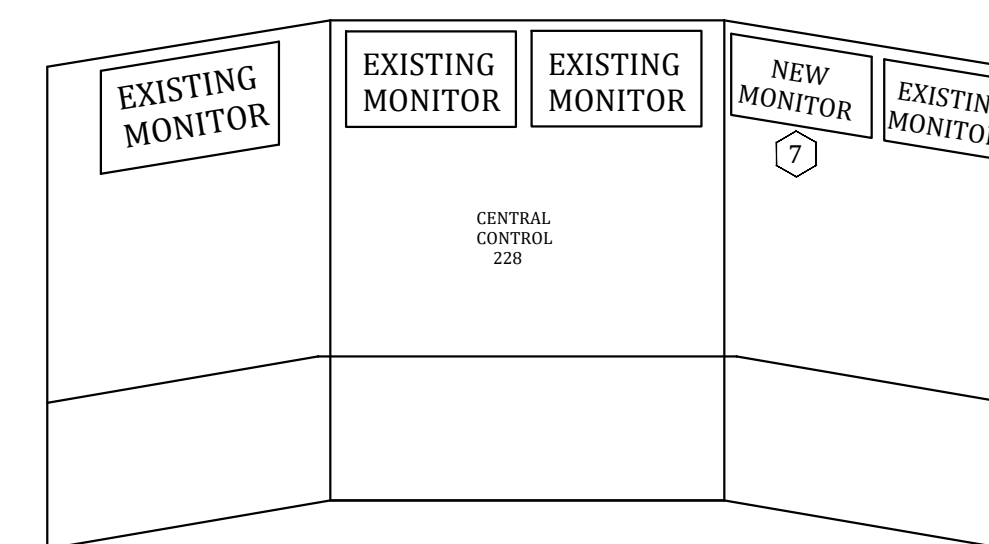 EXISTING
MONITOR
EXISTING
MONITOR
EXISTING
MONITOR
NEW
MONITOR
7
CENTRAL
CONTROL
228